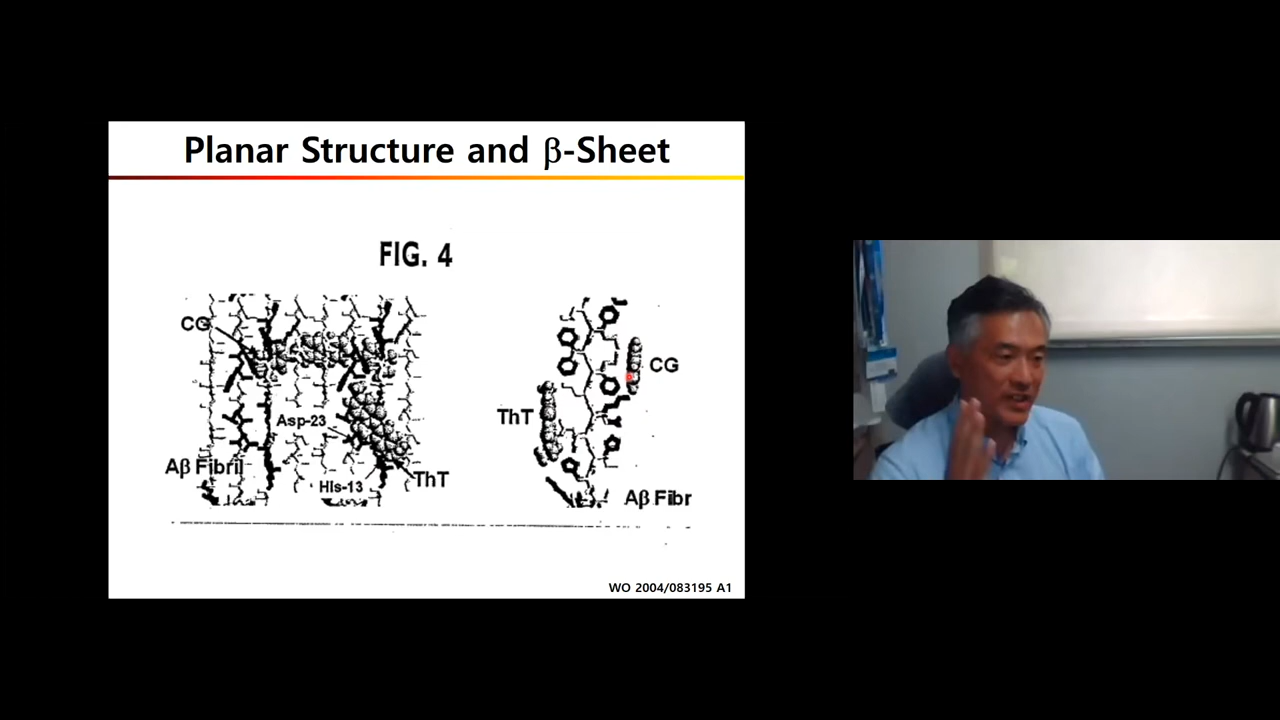 Planar Structure and β-Sheet
FIG. 4
CG
Asp-23
Aβ Fibril
His-13
ThT
CG
ThT
Aβ Fibr
WO 2004/083195 A1